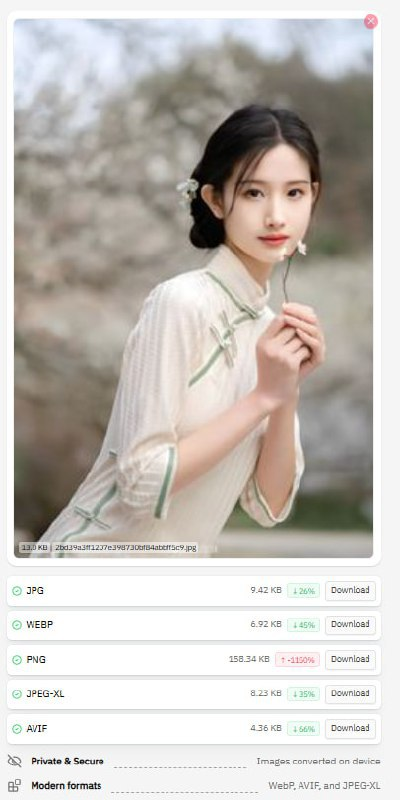 13.0 KB | 2bd39a3ff1237e398730bf84abbff5c9.jpg
JPG 9.42 KB ↓26% Download
WEBP 6.92 KB ↓45% Download
PNG 158.34 KB ↑-1150% Download
JPEG-XL 8.23 KB ↓35% Download
AVIF 4.36 KB ↓66% Download
Private & Secure Images converted on device
Modern formats WebP, AVIF, and JPEG-XL